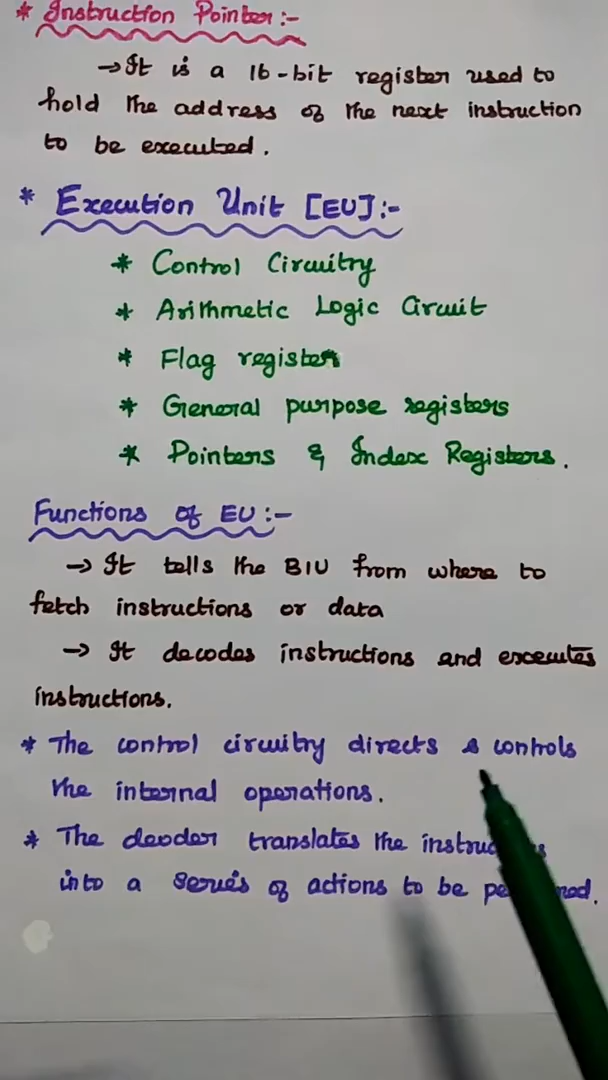 * Instruction Pointer:-
→ It is a 16-bit register used to
hold the address of the next instruction
to be executed.
* Execution Unit [EU]:-
* Control Circuitry
* Arithmetic Logic Circuit
* Flag register
* General purpose registers
* Pointers & Index Registers.
Functions of EU:-
→ It tells the BIU from where to
fetch instructions or data
→ It decodes instructions and executes
instructions.
* The control circuitry directs & controls
the internal operations.
* The deoder translates the
into a series of actions to be